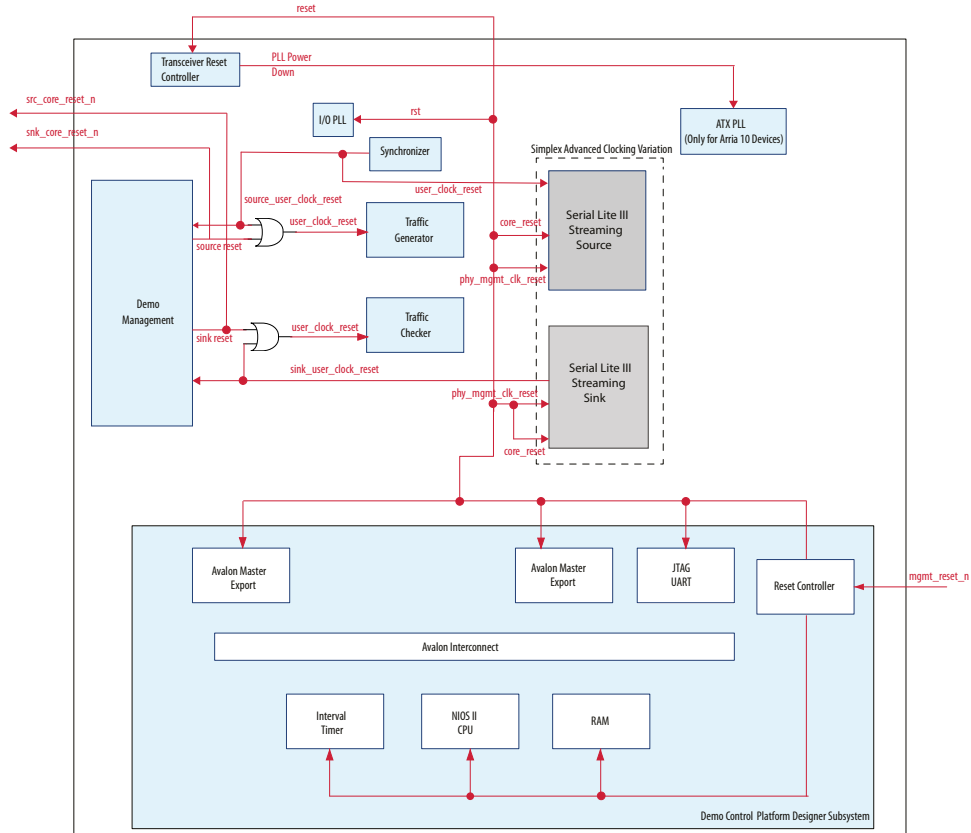 reset
Transceiver Reset
Controller
PLL Power
Down
src_core_reset_n
snk_core_reset_n
I/O PLL
rst
ATX PLL
(Only for Arria 10 Devices)
Synchronizer
Simplex Advanced Clocking Variation
user_clock_reset
source_user_clock_reset
user_clock_reset
source reset
Traffic
Generator
core_reset
Serial Lite III
Streaming
Source
phy_mgmt_clk_reset
Demo
Management
Traffic
Checker
user_clock_reset
sink reset
sink_user_clock_reset
Serial Lite III
Streaming
Sink
phy_mgmt_clk_reset
core_reset
Avalon Master
Export
Avalon Master
Export
JTAG
UART
Reset Controller
mgmt_reset_n
Avalon Interconnect
Interval
Timer
NIOS II
CPU
RAM
Demo Control Platform Designer Subsystem